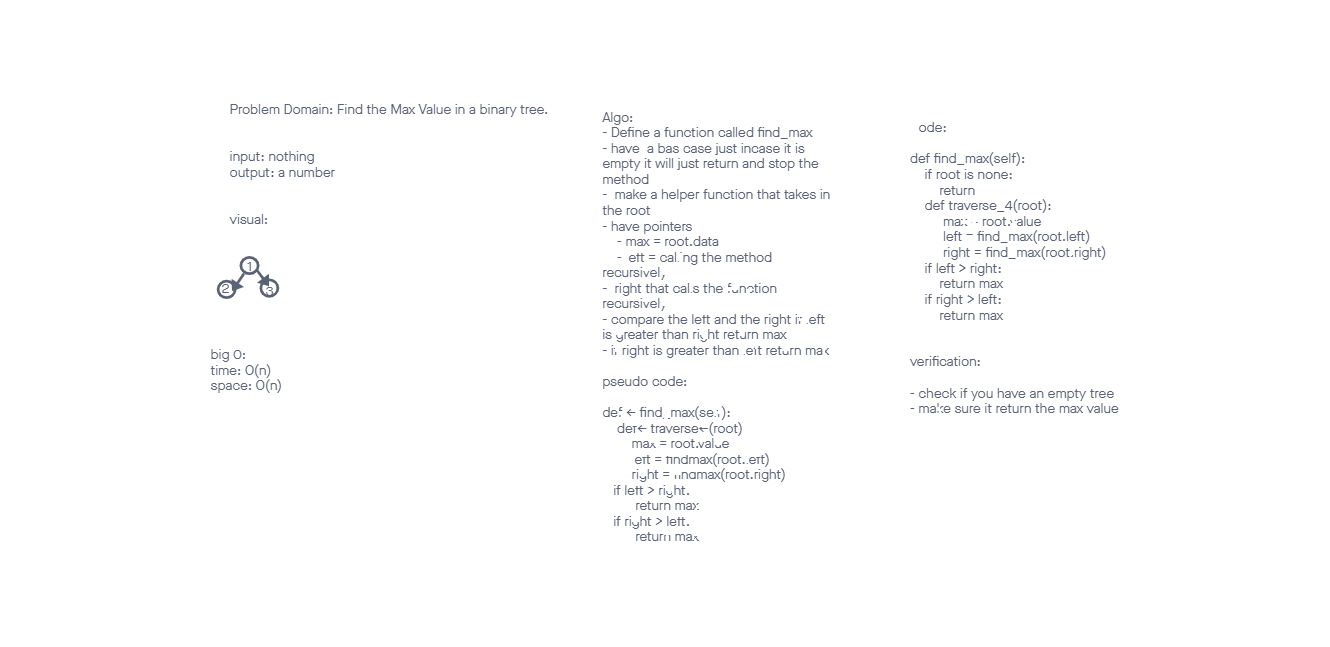 Problem Domain: Find the Max Value in a binary tree.
input: nothing
output: a number
visual:
1
2
3
big O:
time: O(n)
space: O(n)
Algo:
- Define a function called find_max
- have  a bas case just incase it is
empty it will just return and stop the
method
-  make a helper function that takes in
the root
- have pointers
- max = root.data
- = calling the method
recursively
-  right that calls the function
recursively
- compare the left and the right if left
is greater than right return max
- if right is greater than left return max
pseudo code:
def ← find_max(self):
def← traverse←(root)
max = root.value
= findmax(root.left)
right = findmax(root.right)
if left > right.
return max
if right > left.
return max
ode:
def find_max(self):
if root is none:
return
def traverse_4(root):
root.value
left = find_max(root.left)
right = find_max(root.right)
if left > right:
return max
if right > left:
return max
verification:
- check if you have an empty tree
- make sure it return the max value